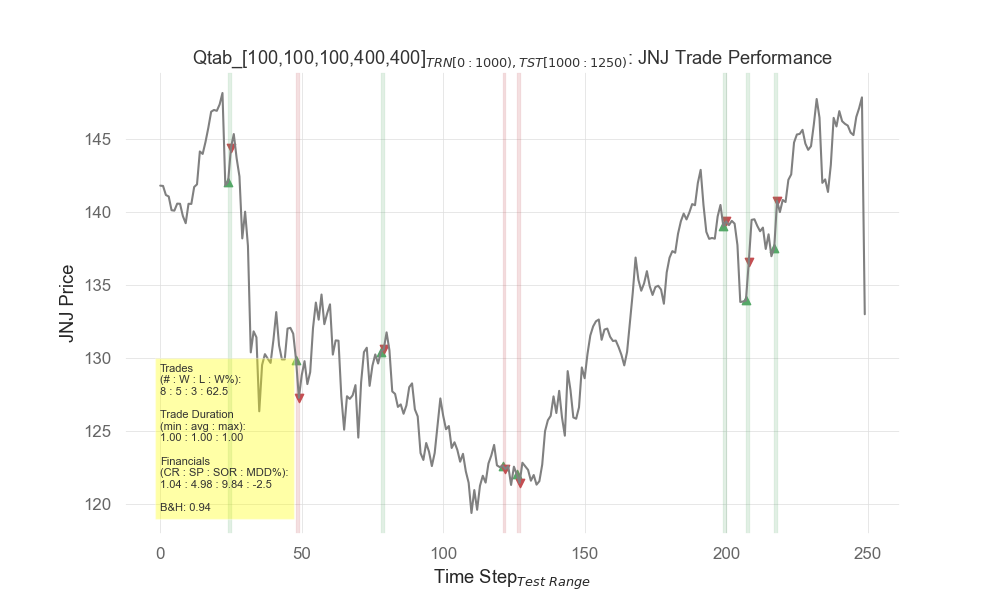 Qtab_[100,100,100,400,400]TRN[0 : 1000), TST[1000 : 1250) : JNJ Trade Performance
145
140
135
130
125
120
JNJ Price
Trades
(# : W : L : W%):
8 : 5 : 3 : 62.5
Trade Duration
(min : avg : max):
1.00 : 1.00 : 1.00
Financials
(CR : SP : SOR : MDD%):
1.04 : 4.98 : 9.84 : -2.5
B&H: 0.94
0 50 100 150 200 250
Time StepTest Range